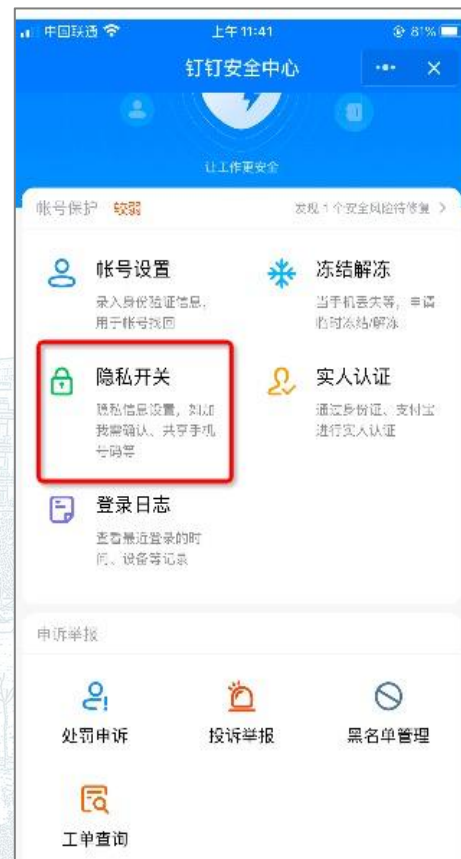 中国联通 上午11:41 81%
钉钉安全中心
让工作更安全
帐号保护 较弱 发现1个安全风险待修复 >
帐号设置 冻结解冻
录入身份验证信息, 当手机丢失等,申请
用于帐号找回 临时冻结/解冻
隐私开关 实人认证
隐私信息设置,如加 通过身份证、支付宝
我需确认、共享手机 进行实人认证
号码等
登录日志
查看最近登录的时
间、设备等记录
申诉举报
处罚申诉 投诉举报 黑名单管理
工单查询